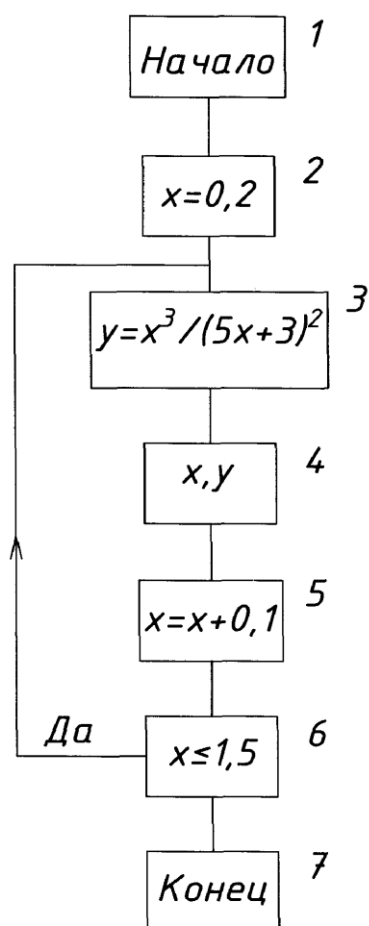 1
Начало
2
x=0,2
3
y=x³/(5x+3)²
4
x,y
5
x=x+0,1
Да
6
x≤1,5
7
Конец